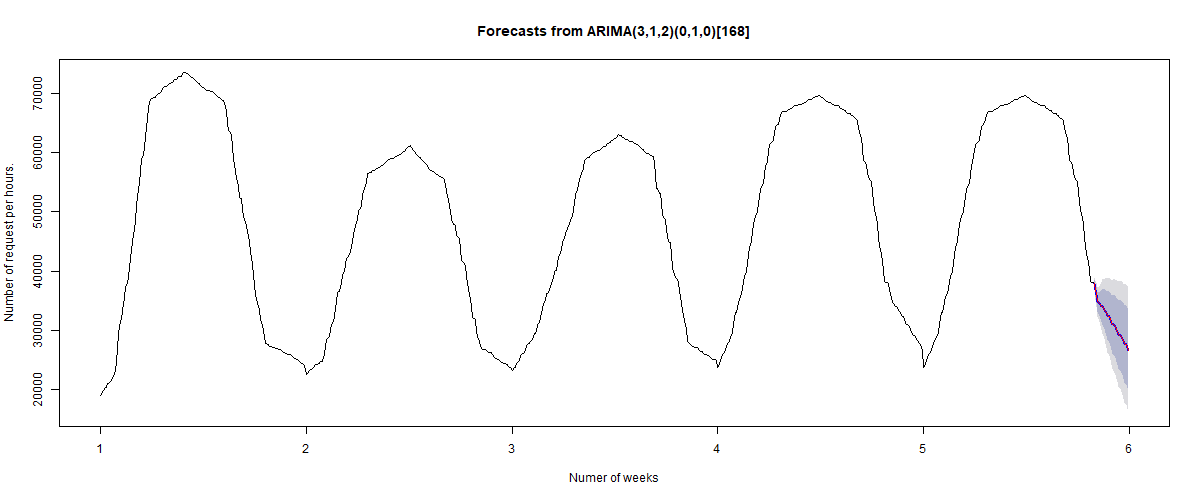 Forecasts from ARIMA(3,1,2)(0,1,0)[168]
Number of request per hours.
70000
60000
50000
40000
30000
20000
1 2 3 4 5 6
Numer of weeks